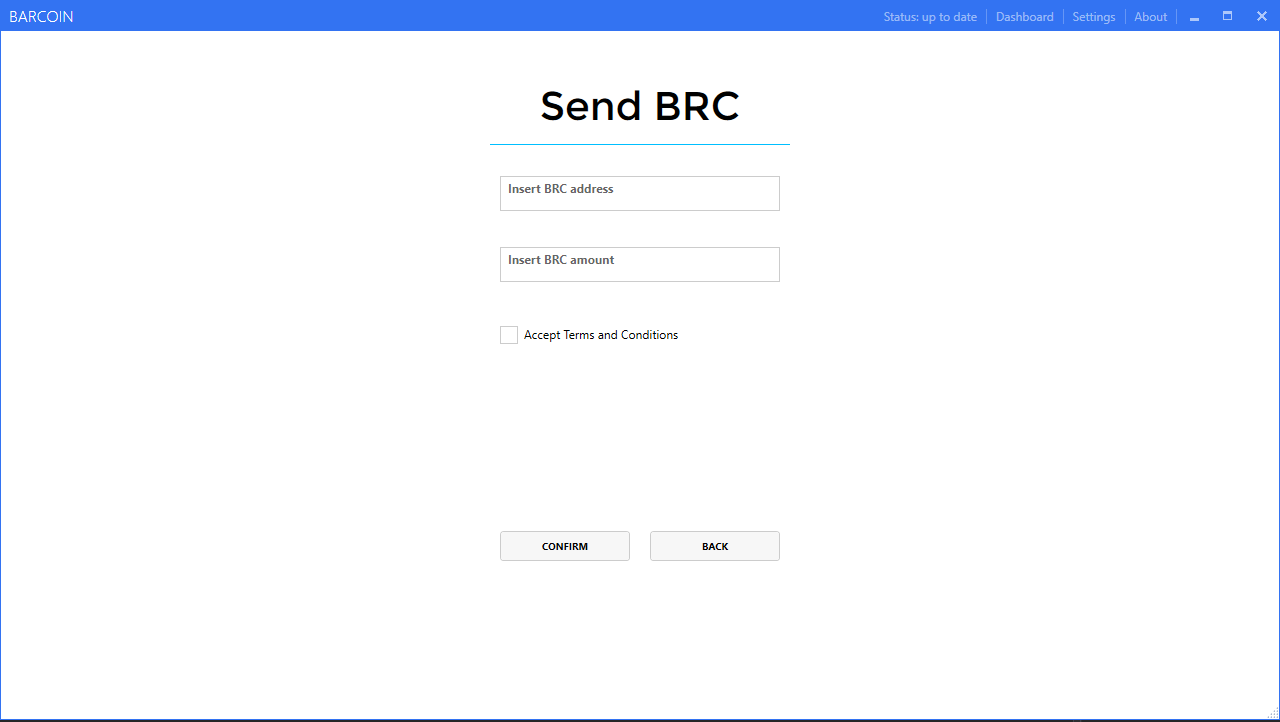 BARCOIN
Status: up to date
Dashboard
Settings
About
Send BRC
Insert BRC address
Insert BRC amount
Accept Terms and Conditions
CONFIRM
BACK